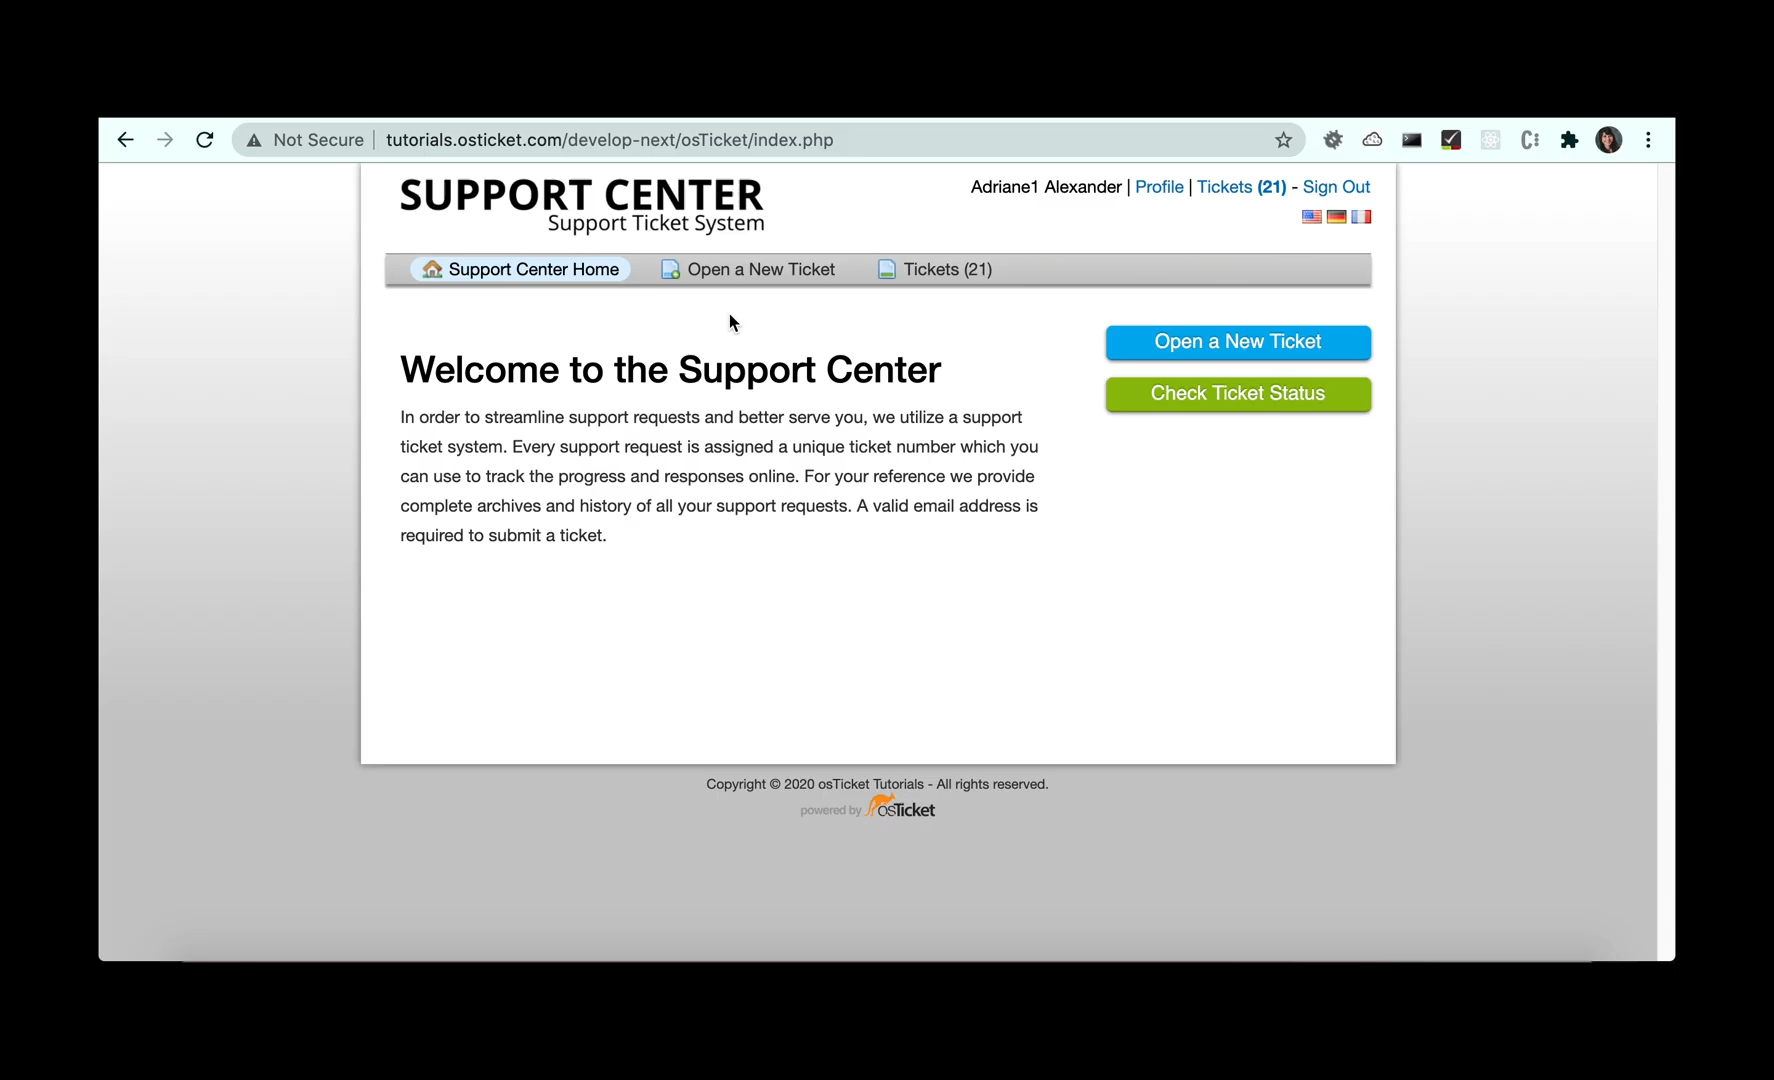 Not Secure | tutorials.osticket.com/develop-next/osTicket/index.php
SUPPORT CENTER
Support Ticket System
Adriane1 Alexander | Profile | Tickets (21) - Sign Out
Support Center Home Open a New Ticket Tickets (21)
Open a New Ticket
Check Ticket Status
Welcome to the Support Center
In order to streamline support requests and better serve you, we utilize a support
ticket system. Every support request is assigned a unique ticket number which you
can use to track the progress and responses online. For your reference we provide
complete archives and history of all your support requests. A valid email address is
required to submit a ticket.
Copyright © 2020 osTicket Tutorials - All rights reserved.
powered by osTicket